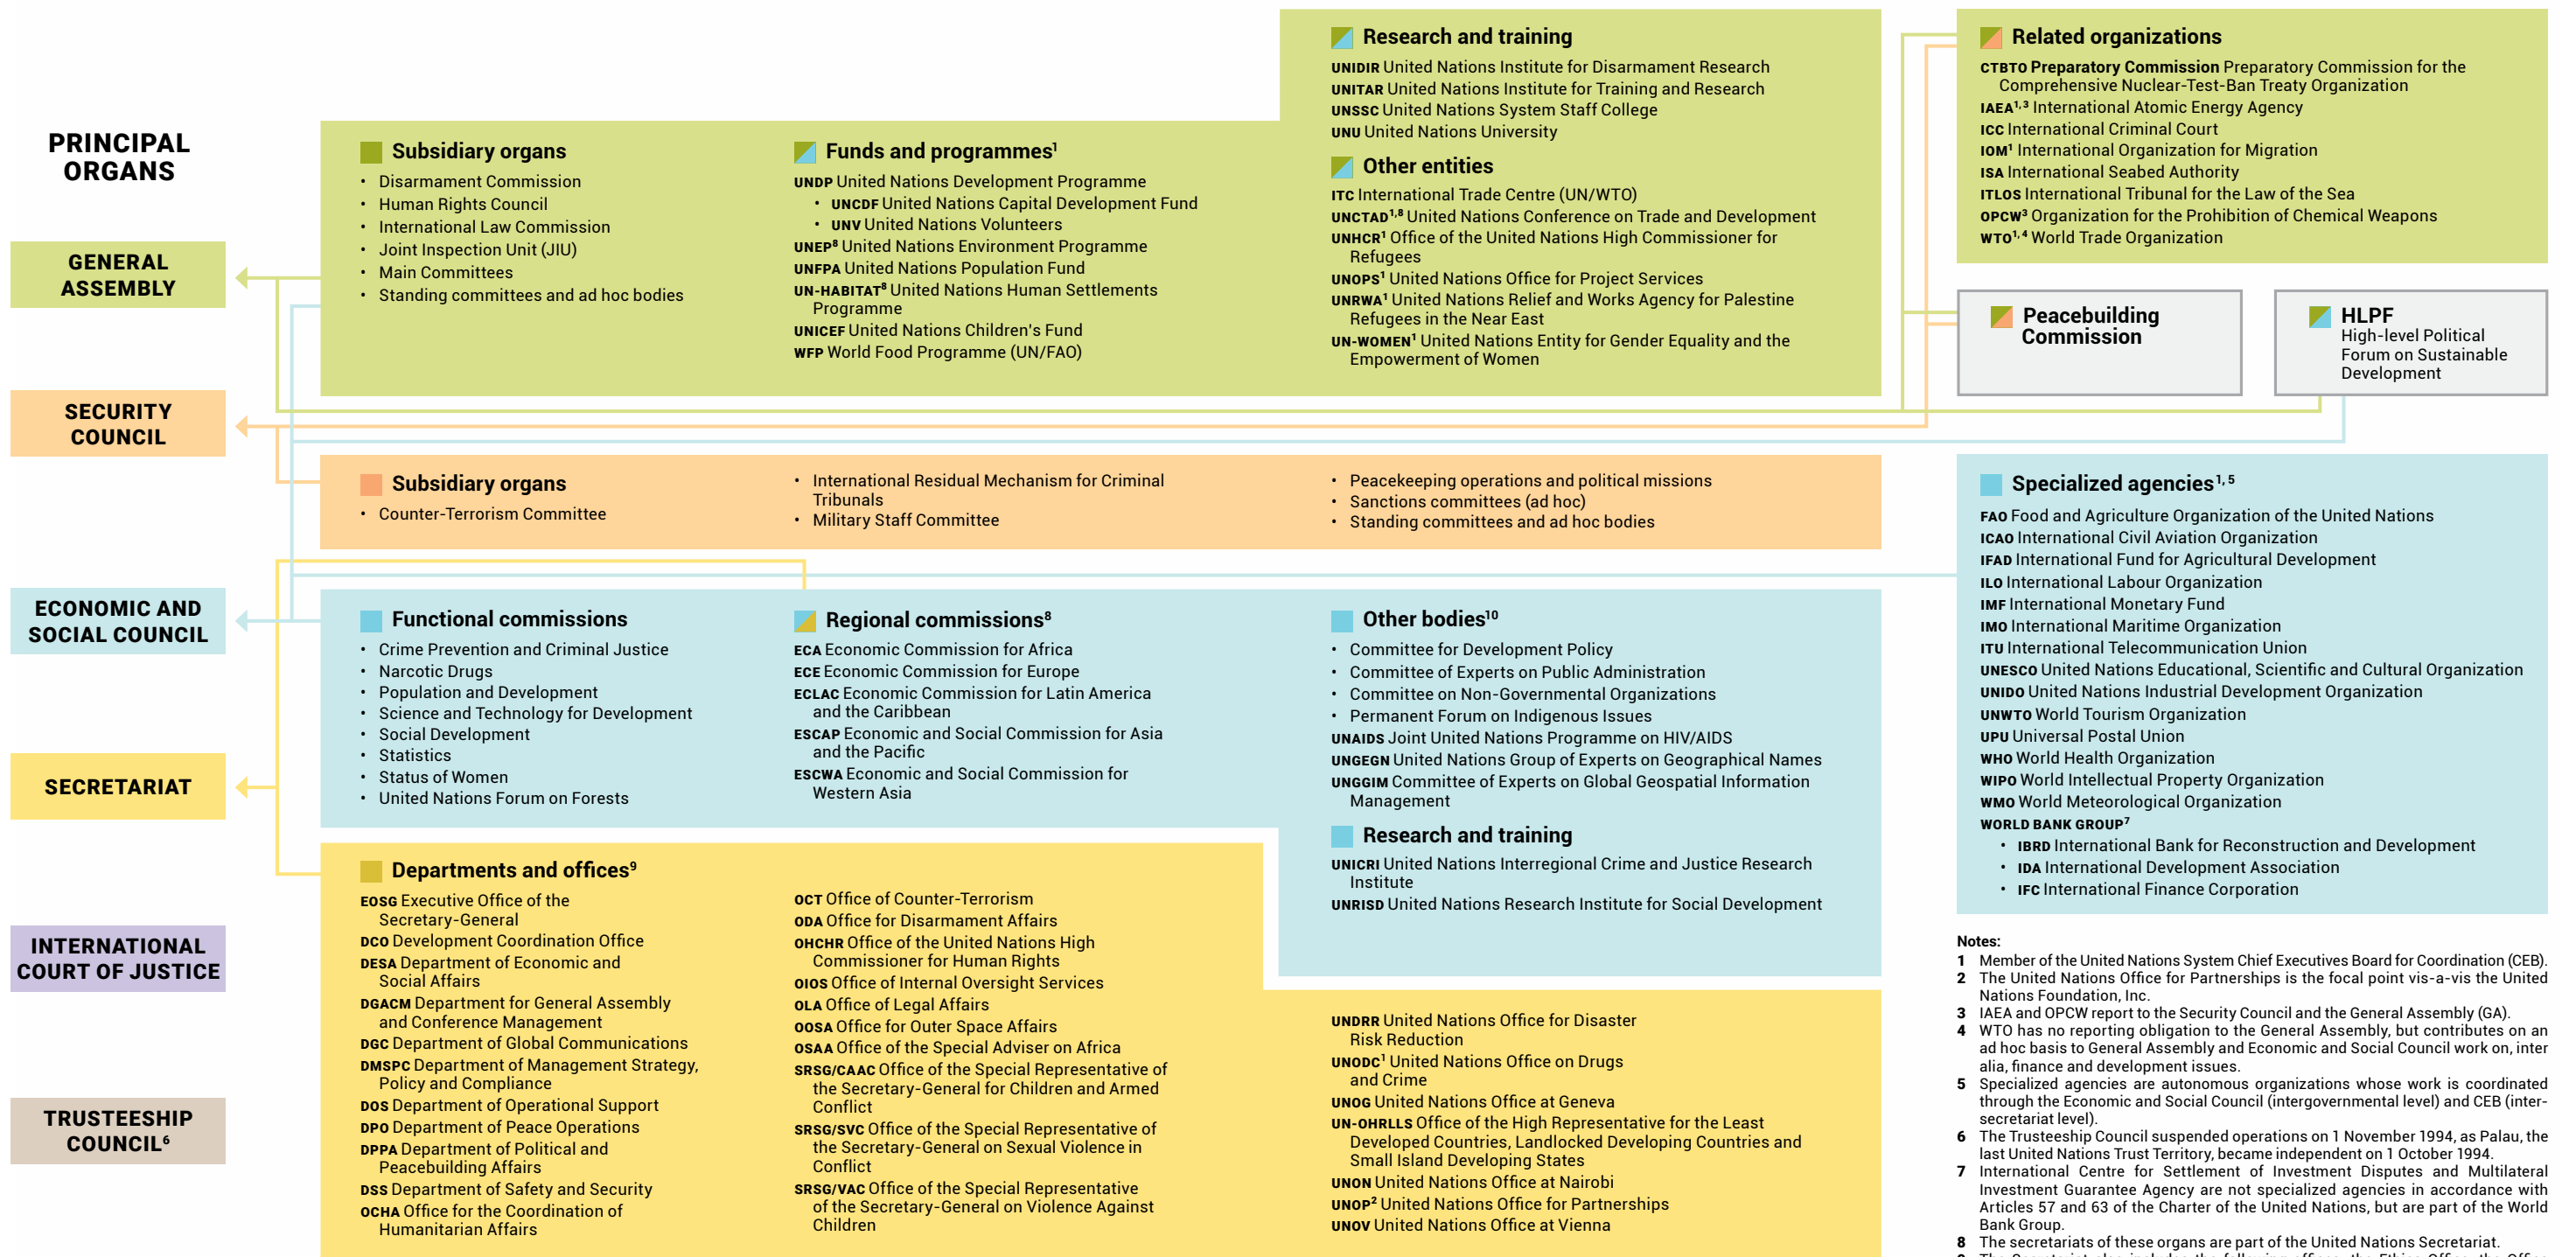 PRINCIPAL
ORGANS
GENERAL
ASSEMBLY
SECURITY
COUNCIL
ECONOMIC AND
SOCIAL COUNCIL
SECRETARIAT
INTERNATIONAL
COURT OF JUSTICE
TRUSTEESHIP
COUNCIL⁶
Subsidiary organs
• Disarmament Commission
• Human Rights Council
• International Law Commission
• Joint Inspection Unit (JIU)
• Main Committees
• Standing committees and ad hoc bodies
Funds and programmes¹
UNDP United Nations Development Programme
• UNCDF United Nations Capital Development Fund
• UNV United Nations Volunteers
UNEP⁸ United Nations Environment Programme
UNFPA United Nations Population Fund
UN-HABITAT⁸ United Nations Human Settlements
Programme
UNICEF United Nations Children's Fund
WFP World Food Programme (UN/FAO)
Research and training
UNIDIR United Nations Institute for Disarmament Research
UNITAR United Nations Institute for Training and Research
UNSSC United Nations System Staff College
UNU United Nations University
Other entities
ITC International Trade Centre (UN/WTO)
UNCTAD¹,⁸ United Nations Conference on Trade and Development
UNHCR¹ Office of the United Nations High Commissioner for
Refugees
UNOPS¹ United Nations Office for Project Services
UNRWA¹ United Nations Relief and Works Agency for Palestine
Refugees in the Near East
UN-WOMEN¹ United Nations Entity for Gender Equality and the
Empowerment of Women
Related organizations
CTBTO Preparatory Commission Preparatory Commission for the
Comprehensive Nuclear-Test-Ban Treaty Organization
IAEA¹,³ International Atomic Energy Agency
ICC International Criminal Court
IOM¹ International Organization for Migration
ISA International Seabed Authority
ITLOS International Tribunal for the Law of the Sea
OPCW³ Organization for the Prohibition of Chemical Weapons
WTO¹,⁴ World Trade Organization
Peacebuilding
Commission
HLPF
High-level Political
Forum on Sustainable
Development
Subsidiary organs
• Counter-Terrorism Committee
• International Residual Mechanism for Criminal
Tribunals
• Military Staff Committee
• Peacekeeping operations and political missions
• Sanctions committees (ad hoc)
• Standing committees and ad hoc bodies
Functional commissions
• Crime Prevention and Criminal Justice
• Narcotic Drugs
• Population and Development
• Science and Technology for Development
• Social Development
• Statistics
• Status of Women
• United Nations Forum on Forests
Regional commissions⁸
ECA Economic Commission for Africa
ECE Economic Commission for Europe
ECLAC Economic Commission for Latin America
and the Caribbean
ESCAP Economic and Social Commission for Asia
and the Pacific
ESCWA Economic and Social Commission for
Western Asia
Other bodies¹⁰
• Committee for Development Policy
• Committee of Experts on Public Administration
• Committee on Non-Governmental Organizations
• Permanent Forum on Indigenous Issues
UNAIDS Joint United Nations Programme on HIV/AIDS
UNGEGN United Nations Group of Experts on Geographical Names
UNGGIM Committee of Experts on Global Geospatial Information
Management
Research and training
UNICRI United Nations Interregional Crime and Justice Research
Institute
UNRISD United Nations Research Institute for Social Development
Specialized agencies¹,⁵
FAO Food and Agriculture Organization of the United Nations
ICAO International Civil Aviation Organization
IFAD International Fund for Agricultural Development
ILO International Labour Organization
IMF International Monetary Fund
IMO International Maritime Organization
ITU International Telecommunication Union
UNESCO United Nations Educational, Scientific and Cultural Organization
UNIDO United Nations Industrial Development Organization
UNWTO World Tourism Organization
UPU Universal Postal Union
WHO World Health Organization
WIPO World Intellectual Property Organization
WMO World Meteorological Organization
WORLD BANK GROUP⁷
• IBRD International Bank for Reconstruction and Development
• IDA International Development Association
• IFC International Finance Corporation
Departments and offices⁹
EOSG Executive Office of the
Secretary-General
DCO Development Coordination Office
DESA Department of Economic and
Social Affairs
DGACM Department for General Assembly
and Conference Management
DGC Department of Global Communications
DMSPC Department of Management Strategy,
Policy and Compliance
DOS Department of Operational Support
DPO Department of Peace Operations
DPPA Department of Political and
Peacebuilding Affairs
DSS Department of Safety and Security
OCHA Office for the Coordination of
Humanitarian Affairs
OCT Office of Counter-Terrorism
ODA Office for Disarmament Affairs
OHCHR Office of the United Nations High
Commissioner for Human Rights
OIOS Office of Internal Oversight Services
OLA Office of Legal Affairs
OOSA Office for Outer Space Affairs
OSAA Office of the Special Adviser on Africa
SRSG/CAAC Office of the Special Representative of
the Secretary-General for Children and Armed
Conflict
SRSG/SVC Office of the Special Representative of
the Secretary-General on Sexual Violence in
Conflict
SRSG/VAC Office of the Special Representative
of the Secretary-General on Violence Against
Children
UNDRR United Nations Office for Disaster
Risk Reduction
UNODC¹ United Nations Office on Drugs
and Crime
UNOG United Nations Office at Geneva
UN-OHRLLS Office of the High Representative for the Least
Developed Countries, Landlocked Developing Countries and
Small Island Developing States
UNON United Nations Office at Nairobi
UNOP² United Nations Office for Partnerships
UNOV United Nations Office at Vienna
Notes:
1 Member of the United Nations System Chief Executives Board for Coordination (CEB).
2 The United Nations Office for Partnerships is the focal point vis-a-vis the United
Nations Foundation, Inc.
3 IAEA and OPCW report to the Security Council and the General Assembly (GA).
4 WTO has no reporting obligation to the General Assembly, but contributes on an
ad hoc basis to General Assembly and Economic and Social Council work on, inter
alia, finance and development issues.
5 Specialized agencies are autonomous organizations whose work is coordinated
through the Economic and Social Council (intergovernmental level) and CEB (inter-
secretariat level).
6 The Trusteeship Council suspended operations on 1 November 1994, as Palau, the
last United Nations Trust Territory, became independent on 1 October 1994.
7 International Centre for Settlement of Investment Disputes and Multilateral
Investment Guarantee Agency are not specialized agencies in accordance with
Articles 57 and 63 of the Charter of the United Nations, but are part of the World
Bank Group.
8 The secretariats of these organs are part of the United Nations Secretariat.